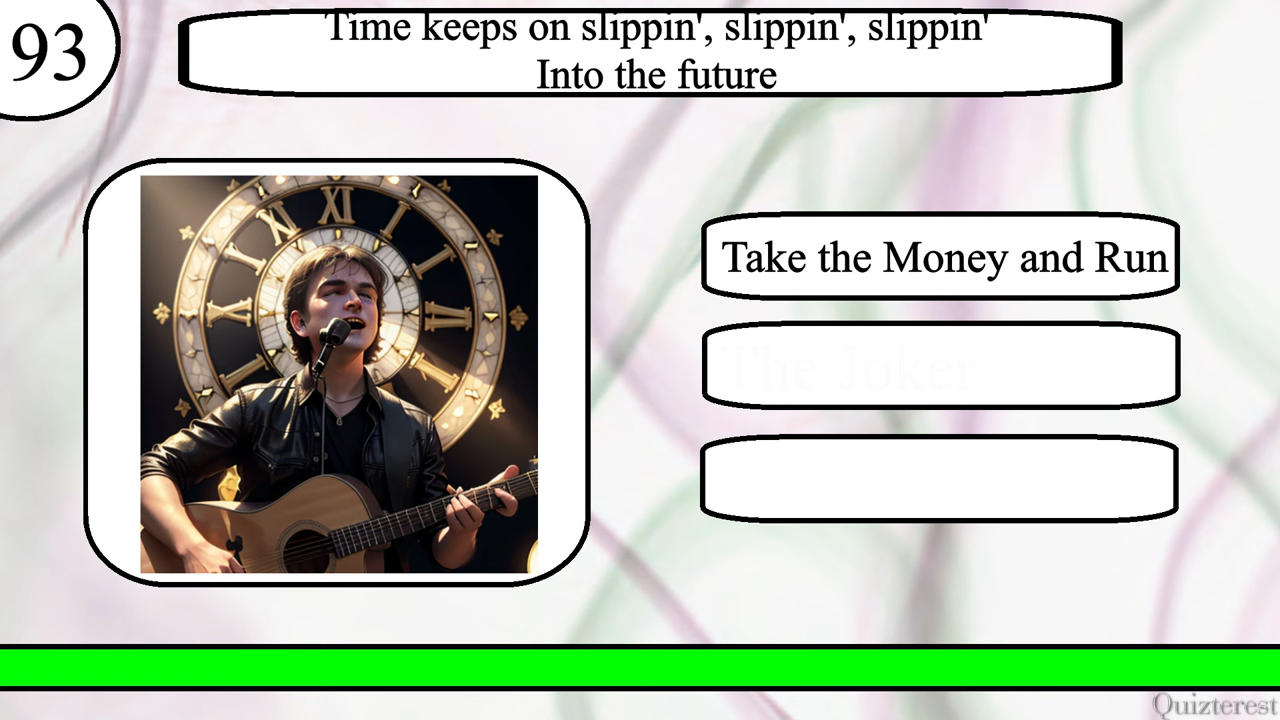 93
Time keeps on slippin', slippin', slippin'
Into the future
Take the Money and Run
The Joker
Quizterest